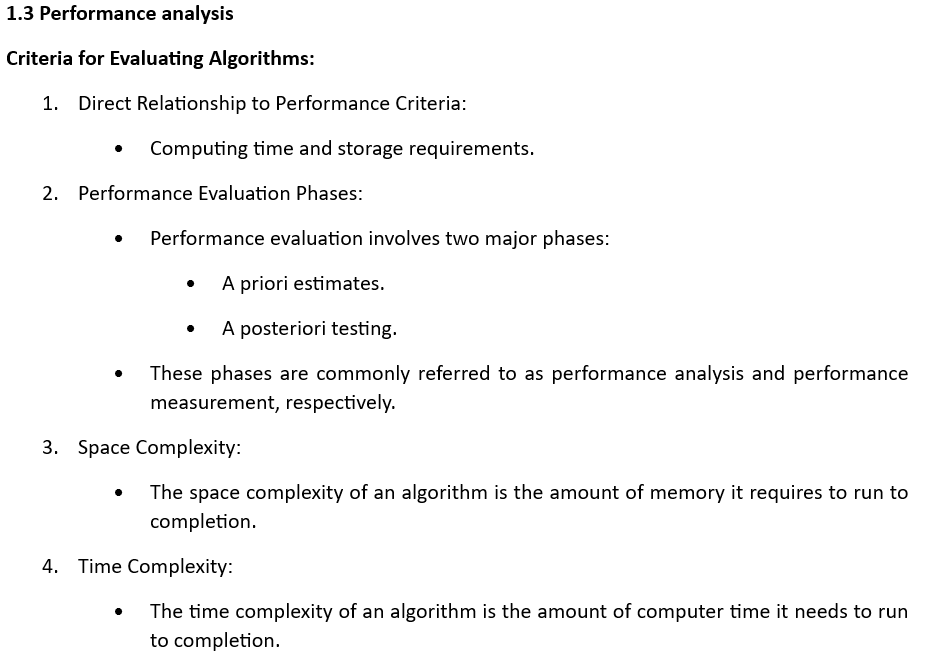 1.3 Performance analysis
Criteria for Evaluating Algorithms:
1. Direct Relationship to Performance Criteria:
• Computing time and storage requirements.
2. Performance Evaluation Phases:
• Performance evaluation involves two major phases:
• A priori estimates.
• A posteriori testing.
• These phases are commonly referred to as performance analysis and performance
measurement, respectively.
3. Space Complexity:
• The space complexity of an algorithm is the amount of memory it requires to run to
completion.
4. Time Complexity:
• The time complexity of an algorithm is the amount of computer time it needs to run
to completion.